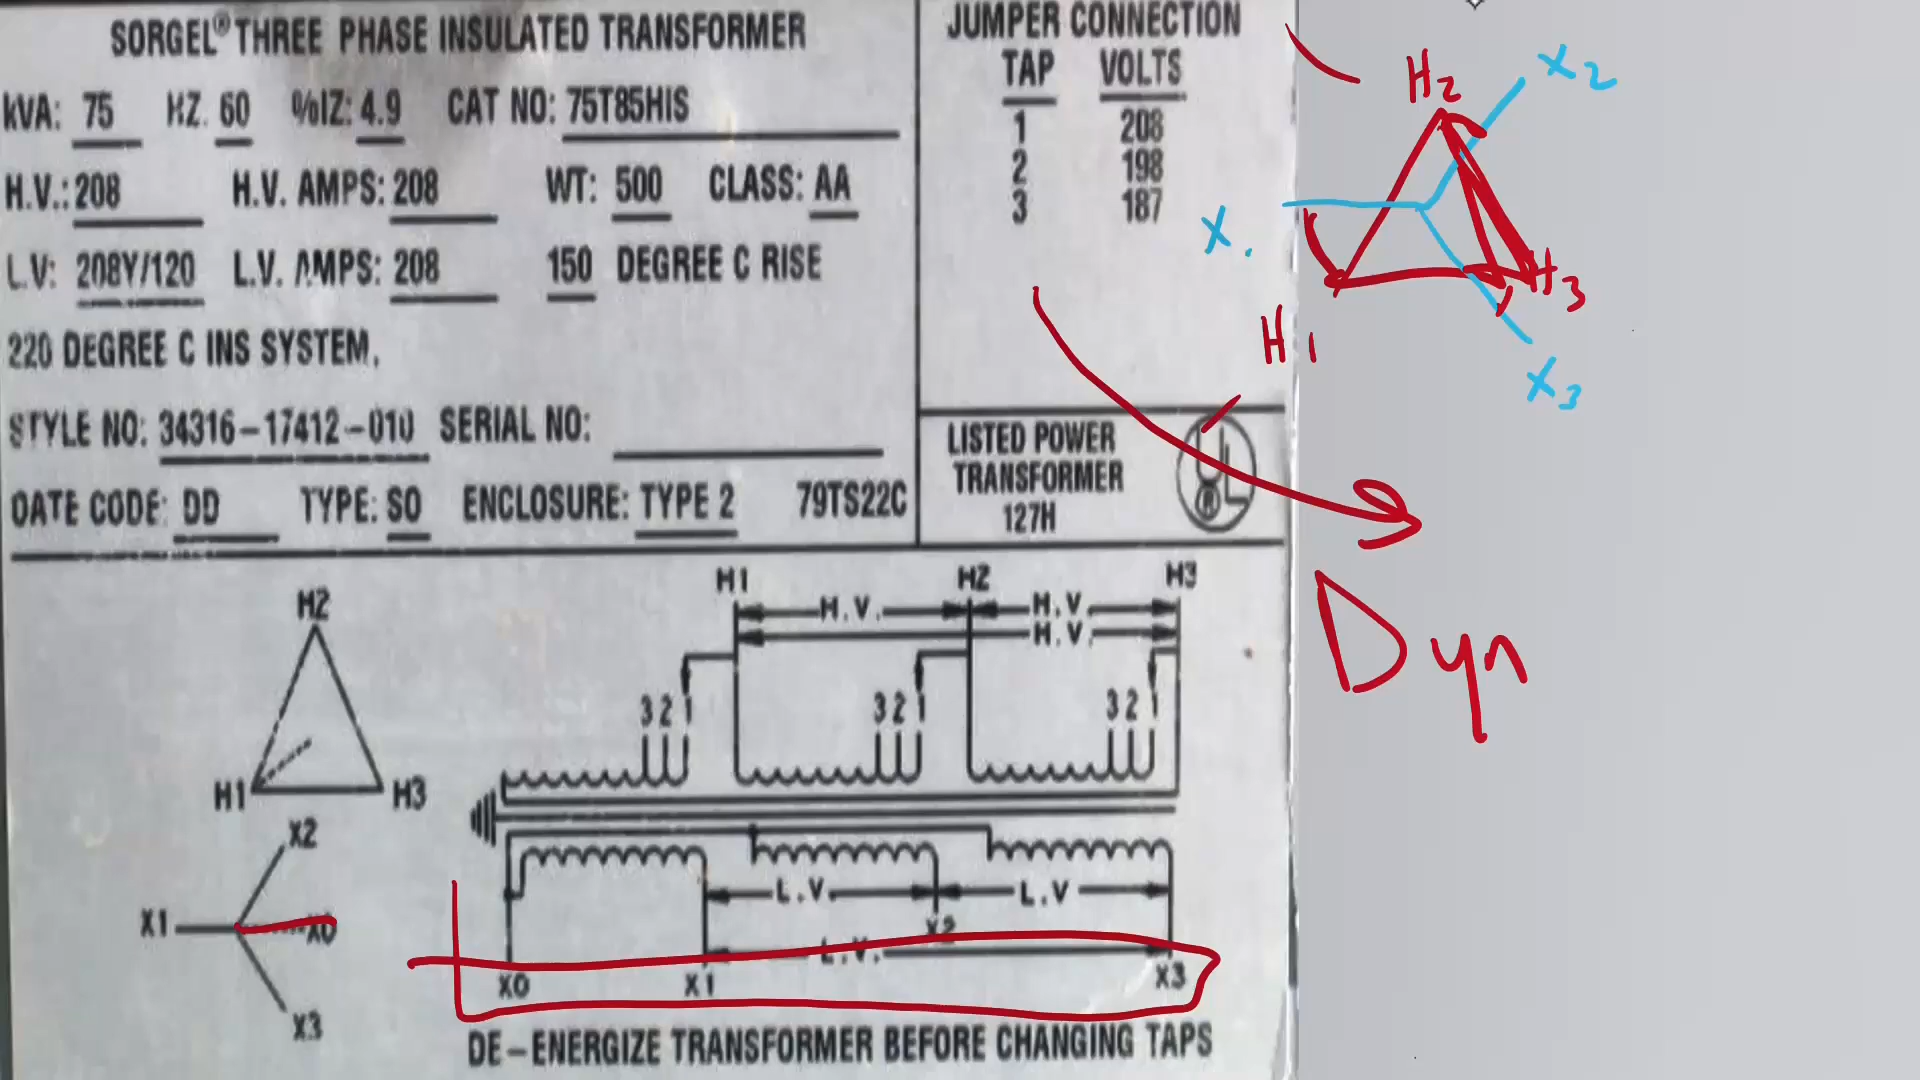 SORGEL® THREE PHASE INSULATED TRANSFORMER
kVA: 75 HZ. 60 %IZ: 4.9 CAT NO: 75T85HIS
H.V.: 208 H.V. AMPS: 208 WT: 500 CLASS: AA
L.V: 208Y/120 L.V. AMPS: 208 150 DEGREE C RISE
220 DEGREE C INS SYSTEM.
STYLE NO: 34316-17412-010 SERIAL NO:
DATE CODE: DD TYPE: SO ENCLOSURE: TYPE 2 79TS22C
JUMPER CONNECTION
TAP VOLTS
1 208
2 198
3 187
LISTED POWER
TRANSFORMER
127H
UL ®
H2
H1 H3
X2
X1 X0
X3
H1 H2 H3
H.V. H.V
H.V.
3 2 1 3 2 1 3 2 1
L.V. L.V
X2
L.V.
X0 X1 X3
DE-ENERGIZE TRANSFORMER BEFORE CHANGING TAPS
H2 X2
X1
H3
H1
X3
Dyn